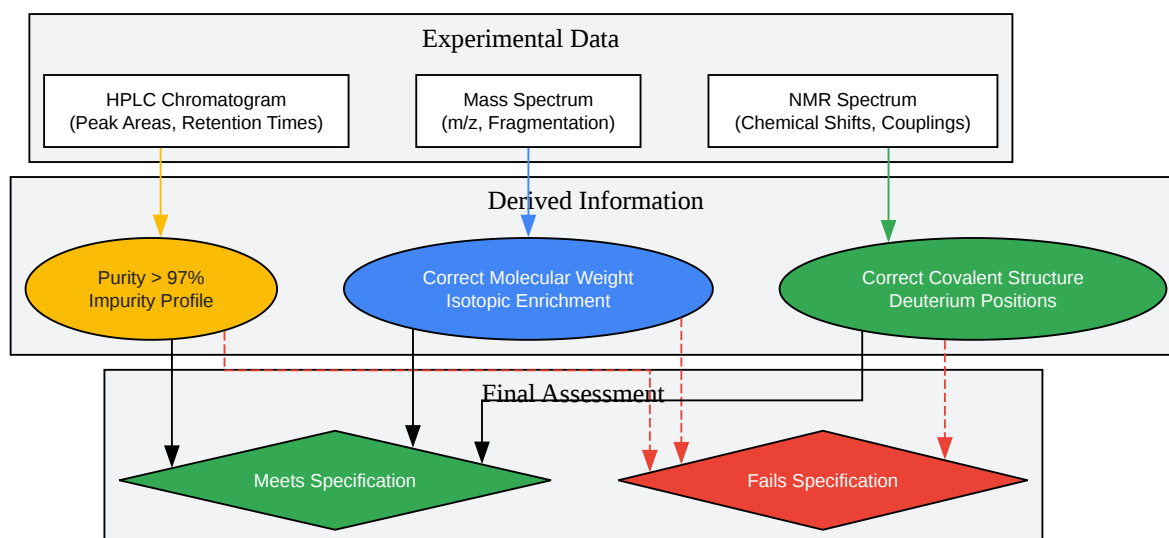 Experimental Data
HPLC Chromatogram
(Peak Areas, Retention Times)
Mass Spectrum
(m/z, Fragmentation)
NMR Spectrum
(Chemical Shifts, Couplings)
Derived Information
Purity > 97%
Impurity Profile
Correct Molecular Weight
Isotopic Enrichment
Correct Covalent Structure
Deuterium Positions
Final Assessment
Meets Specification
Fails Specification